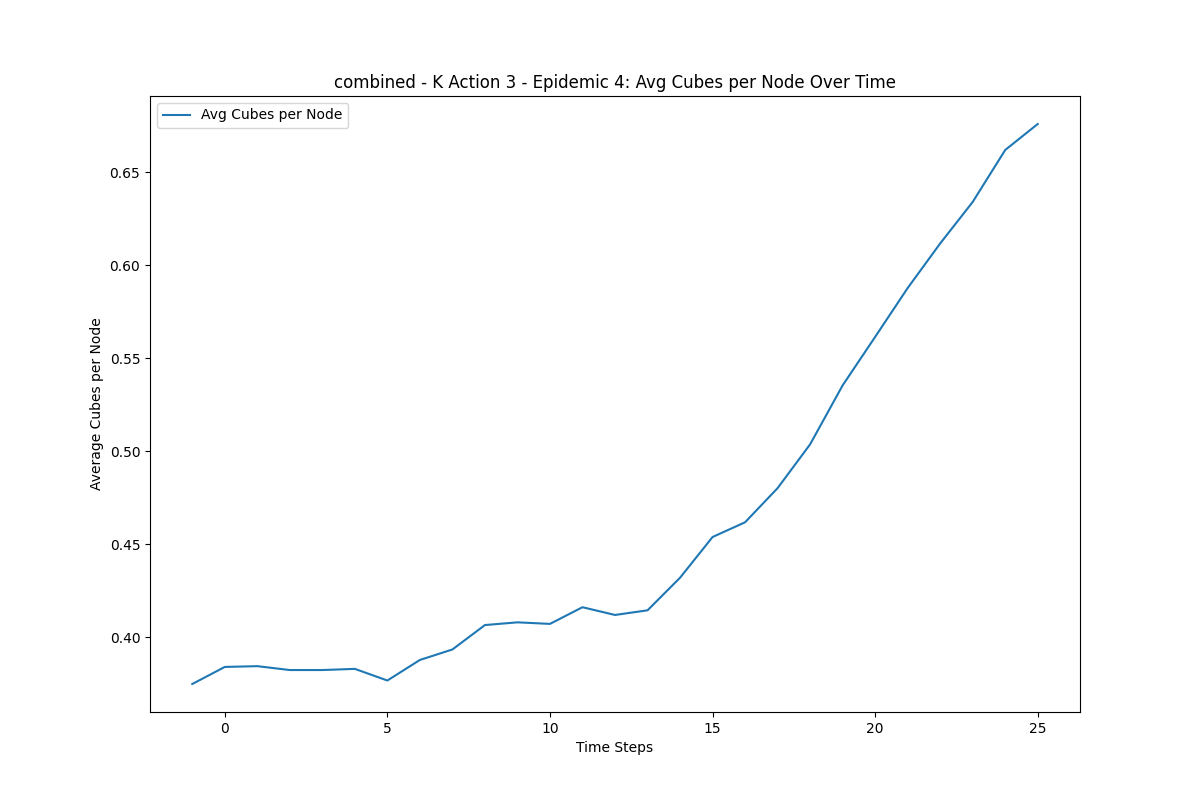 combined - K Action 3 - Epidemic 4: Avg Cubes per Node Over Time
Avg Cubes per Node
0.65
0.60
0.55
0.50
0.45
0.40
Average Cubes per Node
0 5 10 15 20 25
Time Steps